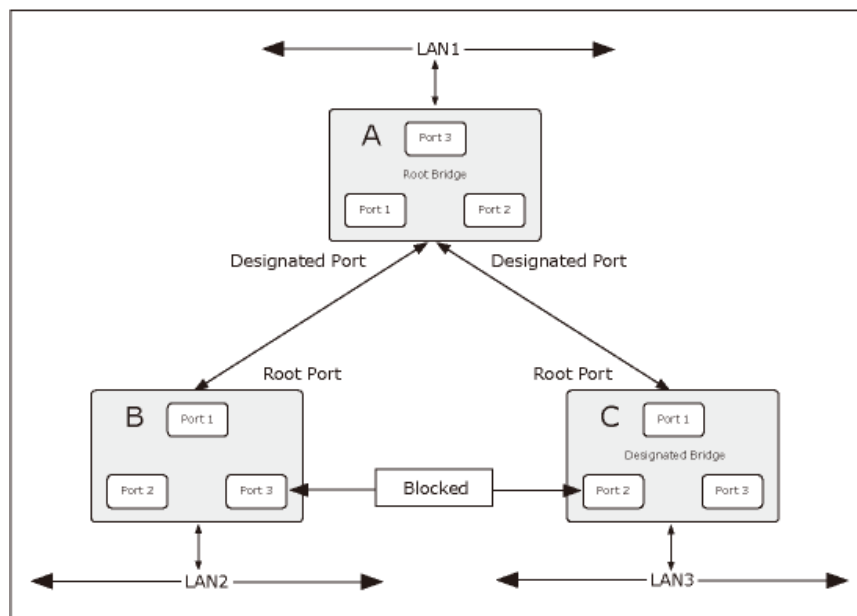 LAN1
A
Port 3
Root Bridge
Port 1
Port 2
Designated Port
Designated Port
Root Port
Root Port
B
Port 1
C
Port 1
Designated Bridge
Port 2
Port 3
Blocked
Port 2
Port 3
LAN2
LAN3